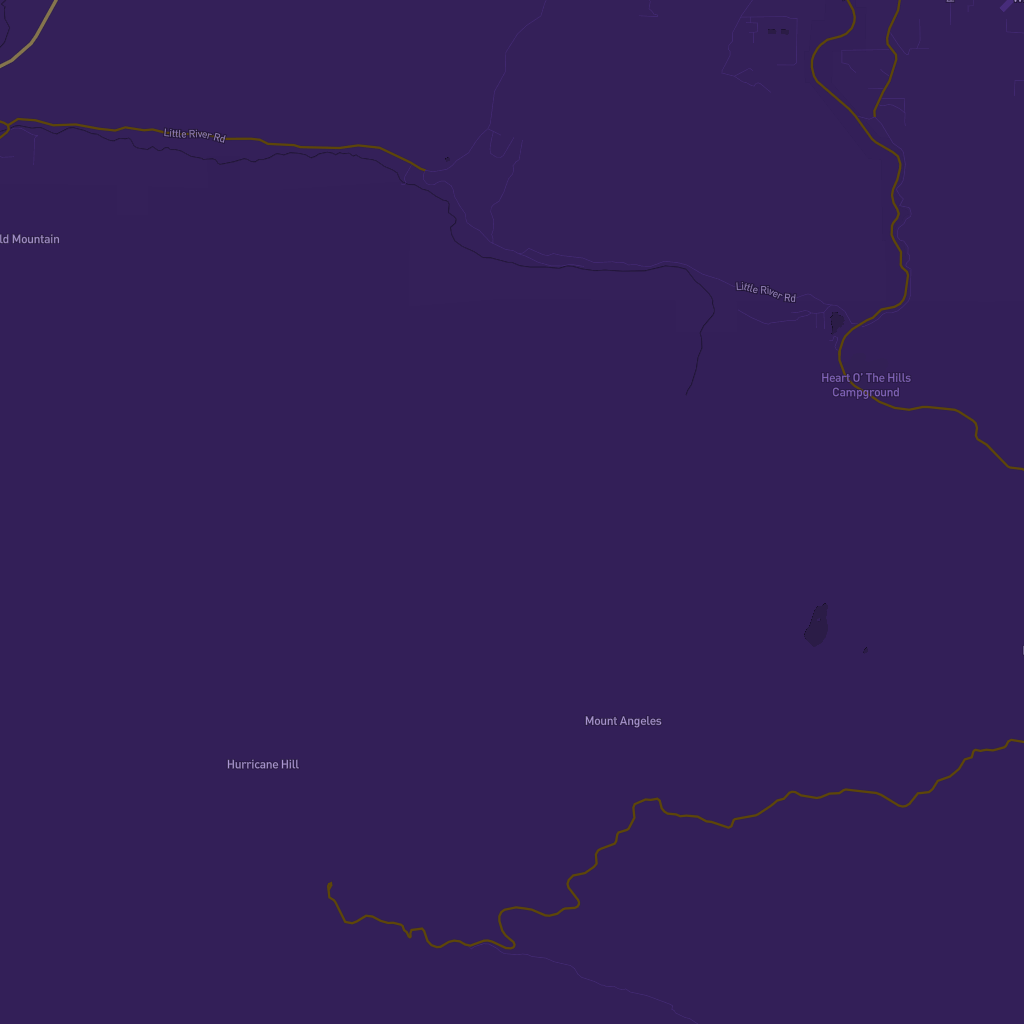 Little River Rd
ld Mountain
Little River Rd
Heart O' The Hills
Campground
Mount Angeles
Hurricane Hill